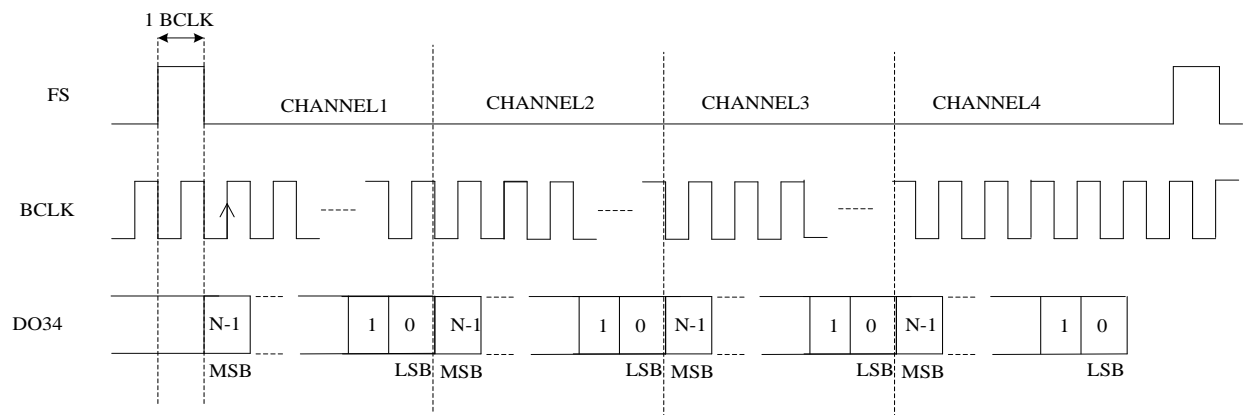 1 BCLK
FS
CHANNEL1 CHANNEL2 CHANNEL3 CHANNEL4
BCLK
DO34
N-1 1 0 N-1 1 0 N-1 1 0 N-1 1 0
MSB LSB MSB LSB MSB LSB MSB LSB